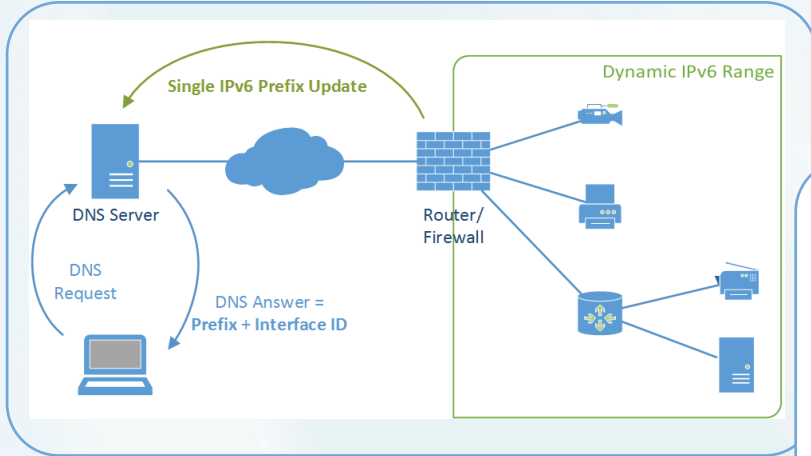 Dynamic IPv6 Range
Single IPv6 Prefix Update
DNS Server
Router/
Firewall
DNS
Request
DNS Answer =
Prefix + Interface ID